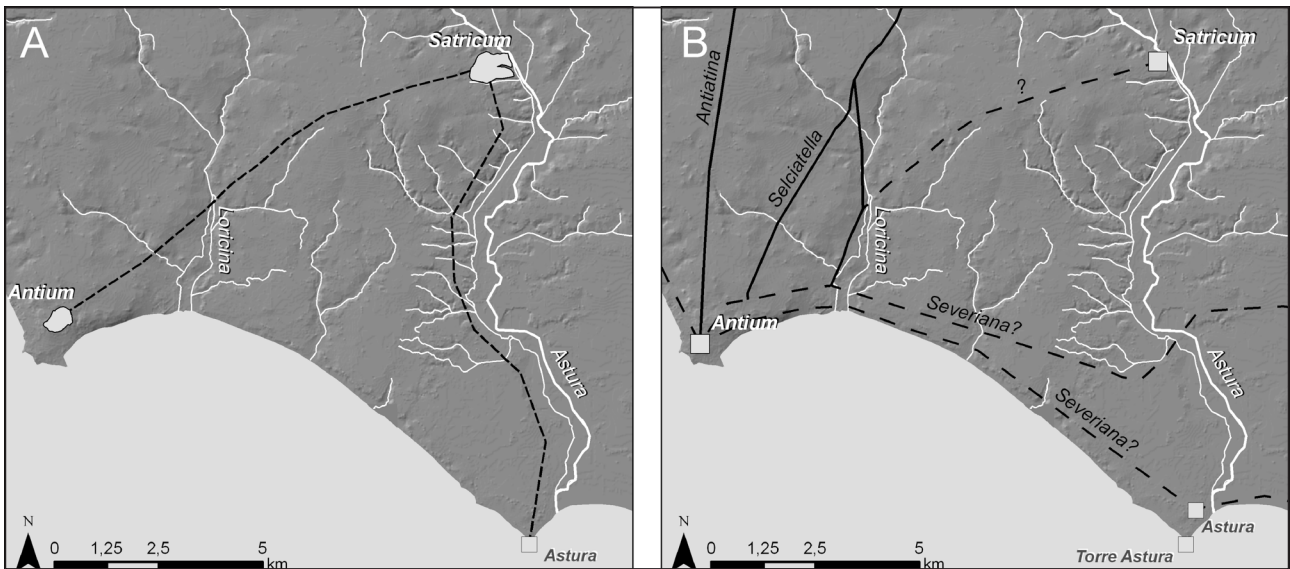 A
Satricum
Loricina
Antium
Astura
Astura
N
0 1,25 2,5 5
km
B
Satricum
?
Antiatina
Selciatella
Loricina
Severiana?
Antium
Astura
Severiana?
Astura
Torre Astura
N
0 1,25 2,5 5
km